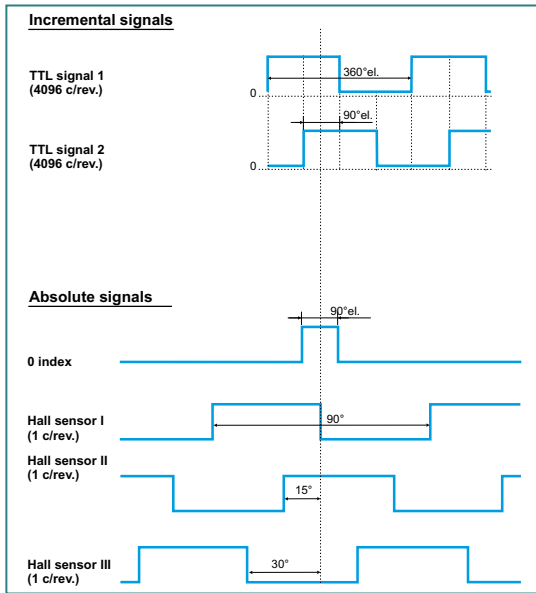 Incremental signals
TTL signal 1
(4096 c/rev.)
360°el.
0
90°el.
TTL signal 2
(4096 c/rev.)
0
Absolute signals
90°el.
0 index
Hall sensor I
(1 c/rev.)
90°
Hall sensor II
(1 c/rev.)
15°
Hall sensor III
(1 c/rev.)
30°